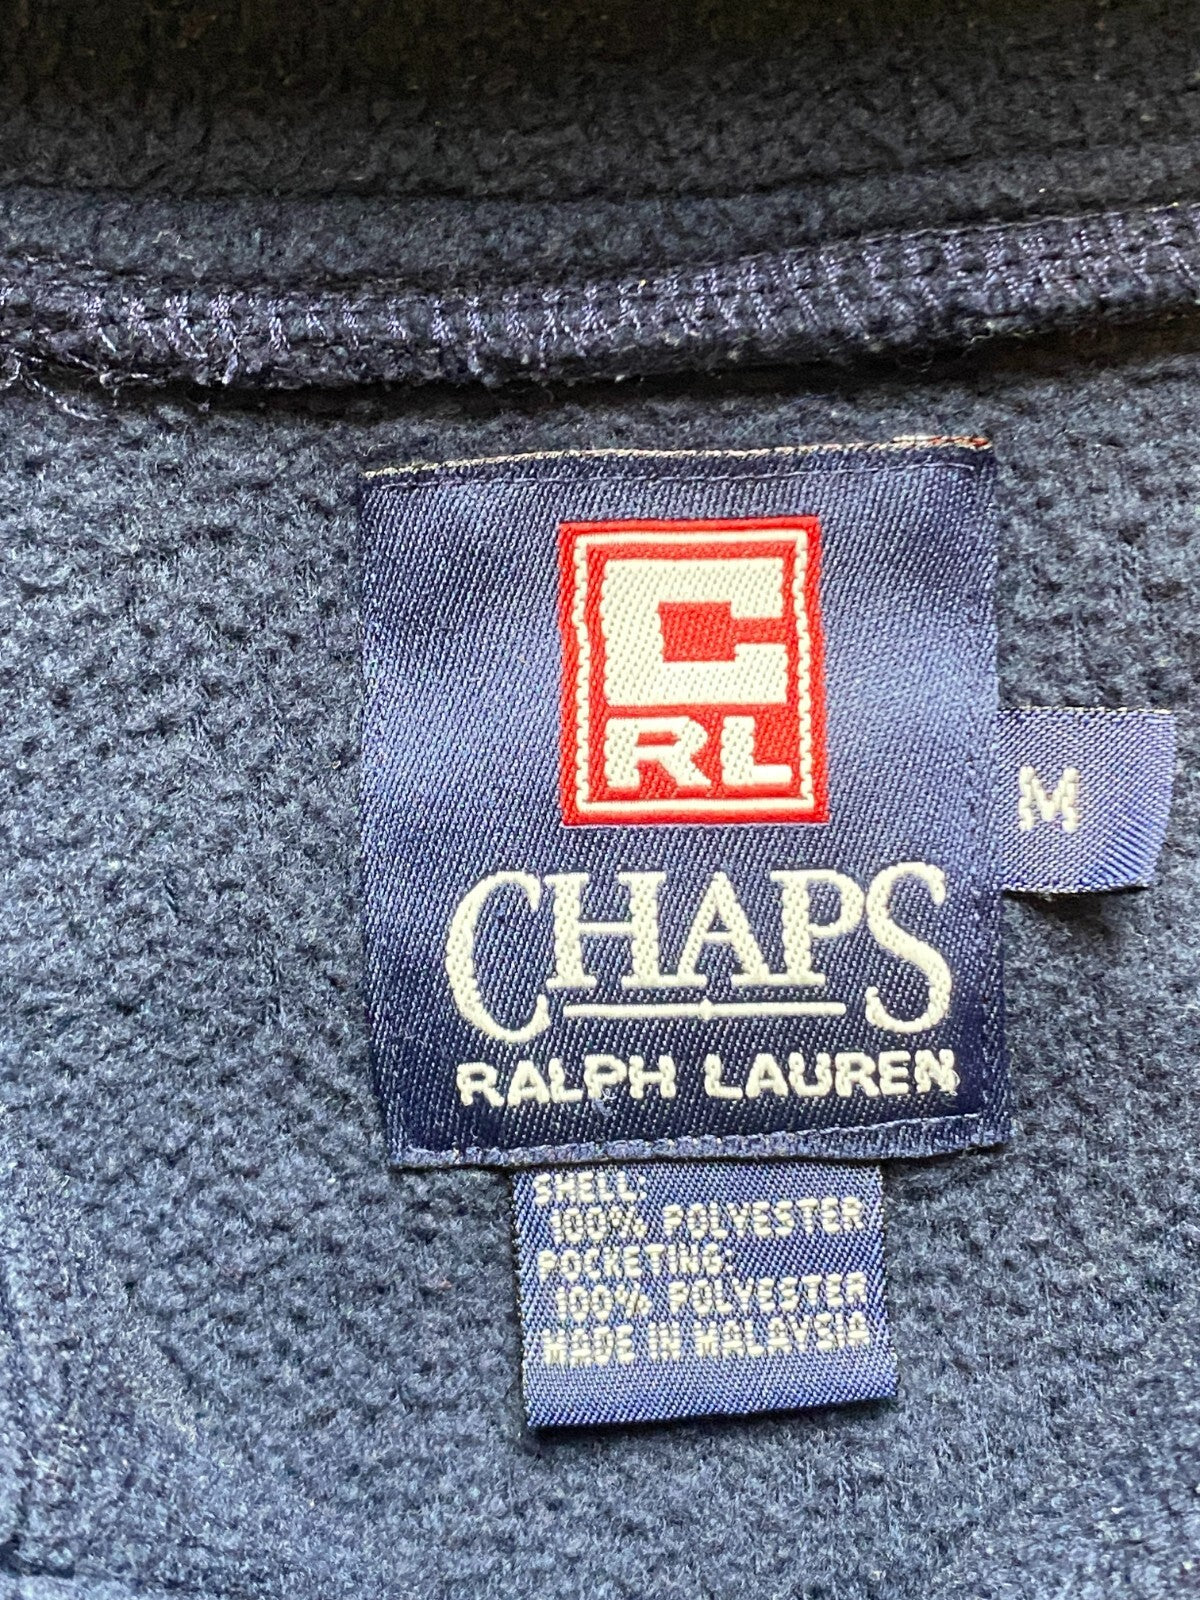 C
RL
M
CHAPS
RALPH LAUREN
SHELL:
100% POLYESTER
POCKETING:
100% POLYESTER
MADE IN MALAYSIA